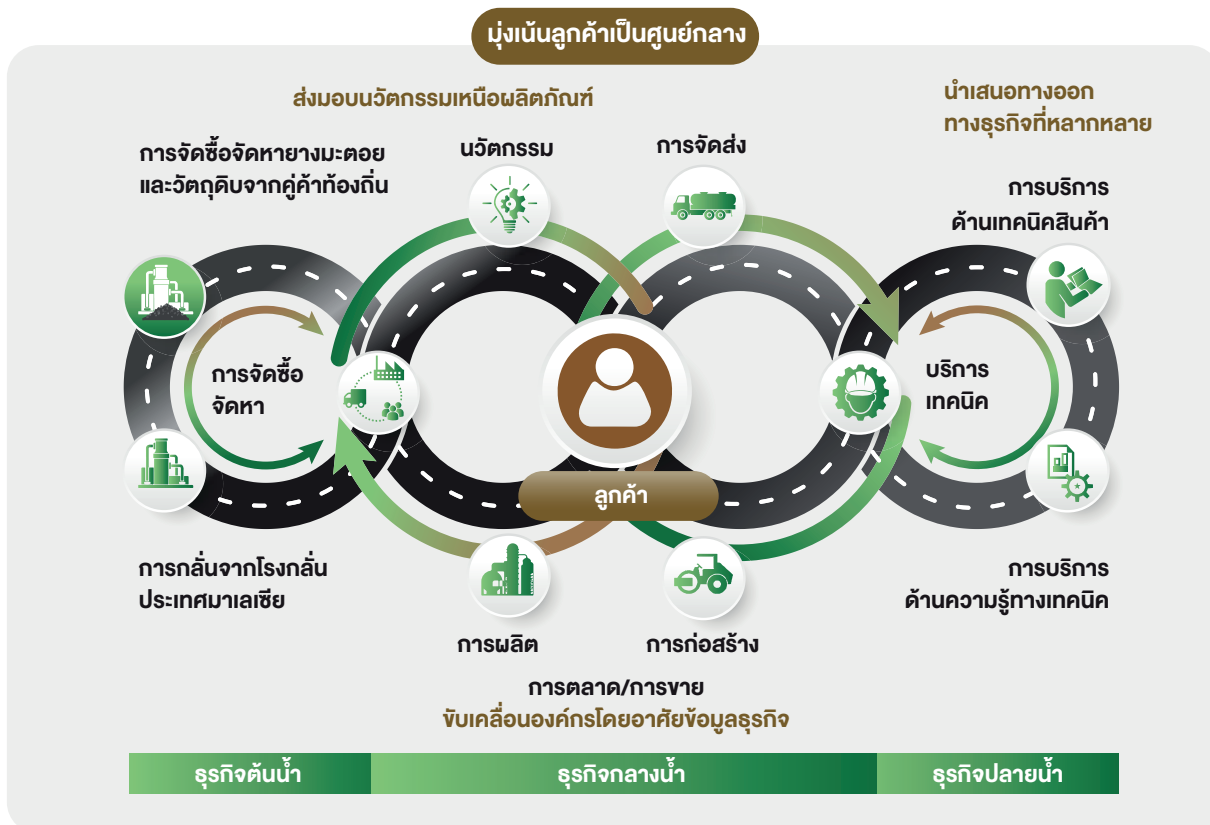 มุ่งเน้นลูกค้าเป็นศูนย์กลาง
ส่งมอบนวัตกรรมเหนือผลิตภัณฑ์
นำเสนอทางออก
ทางธุรกิจที่หลากหลาย
การจัดซื้อจัดหายางมะตอย
และวัตถุดิบจากคู่ค้าท้องถิ่น
นวัตกรรม
การจัดส่ง
การบริการ
ด้านเทคนิคสินค้า
การจัดซื้อ
จัดหา
บริการ
เทคนิค
ลูกค้า
การกลั่นจากโรงกลั่น
ประเทศมาเลเซีย
การบริการ
ด้านความรู้ทางเทคนิค
การผลิต
การก่อสร้าง
การตลาด/การขาย
ขับเคลื่อนองค์กรโดยอาศัยข้อมูลธุรกิจ
ธุรกิจต้นน้ำ
ธุรกิจกลางน้ำ
ธุรกิจปลายน้ำ